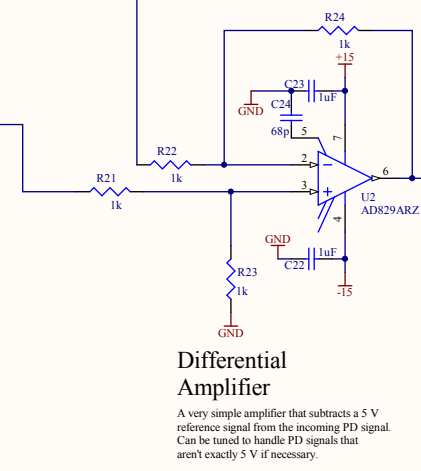 R24
1k
+15
C23
1uF
GND
C24
68p
5
7
R22
1k
2
6
R21
1k
3
U2
AD829ARZ
4
GND
1uF
C22
-15
R23
1k
GND
Differential
Amplifier
A very simple amplifier that subtracts a 5 V
reference signal from the incoming PD signal.
Can be tuned to handle PD signals that
aren't exactly 5 V if necessary.